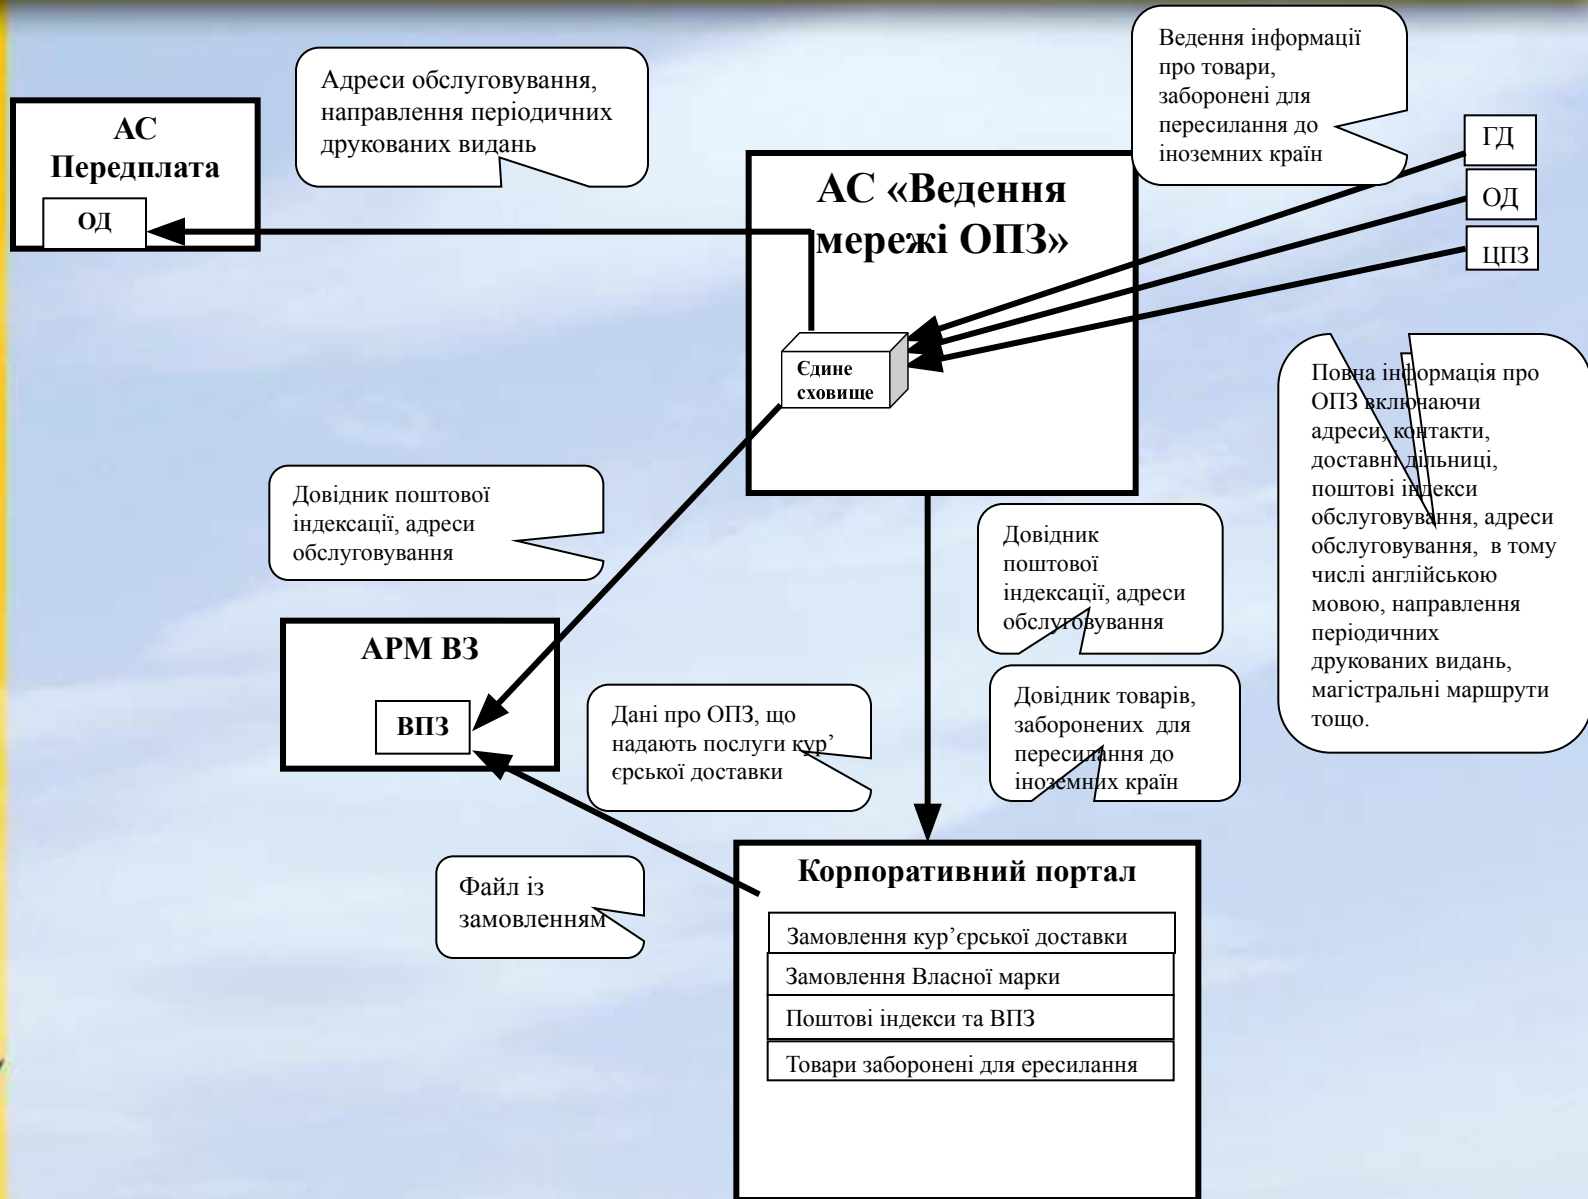 Ведення інформації
про товари,
заборонені для
пересилання до
іноземних країн
Адреси обслуговування,
направлення періодичних
друкованих видань
АС
Передплата
ОД
АС «Ведення
мережі ОПЗ»
Єдине
сховище
ГД
ОД
ЦПЗ
Повна інформація про
ОПЗ включаючи
адреси, контакти,
доставні дільниці,
поштові індекси
обслуговування, адреси
обслуговування,  в тому
числі англійською
мовою, направлення
періодичних
друкованих видань,
магістральні маршрути
тощо.
Довідник поштової
індексації, адреси
обслуговування
Довідник
поштової
індексації, адреси
обслуговування
АРМ ВЗ
ВПЗ
Дані про ОПЗ, що
надають послуги кур’
єрської доставки
Довідник товарів,
заборонених  для
пересилання до
іноземних країн
Файл із
замовленням
Корпоративний портал
Замовлення кур’єрської доставки
Замовлення Власної марки
Поштові індекси та ВПЗ
Товари заборонені для ересилання